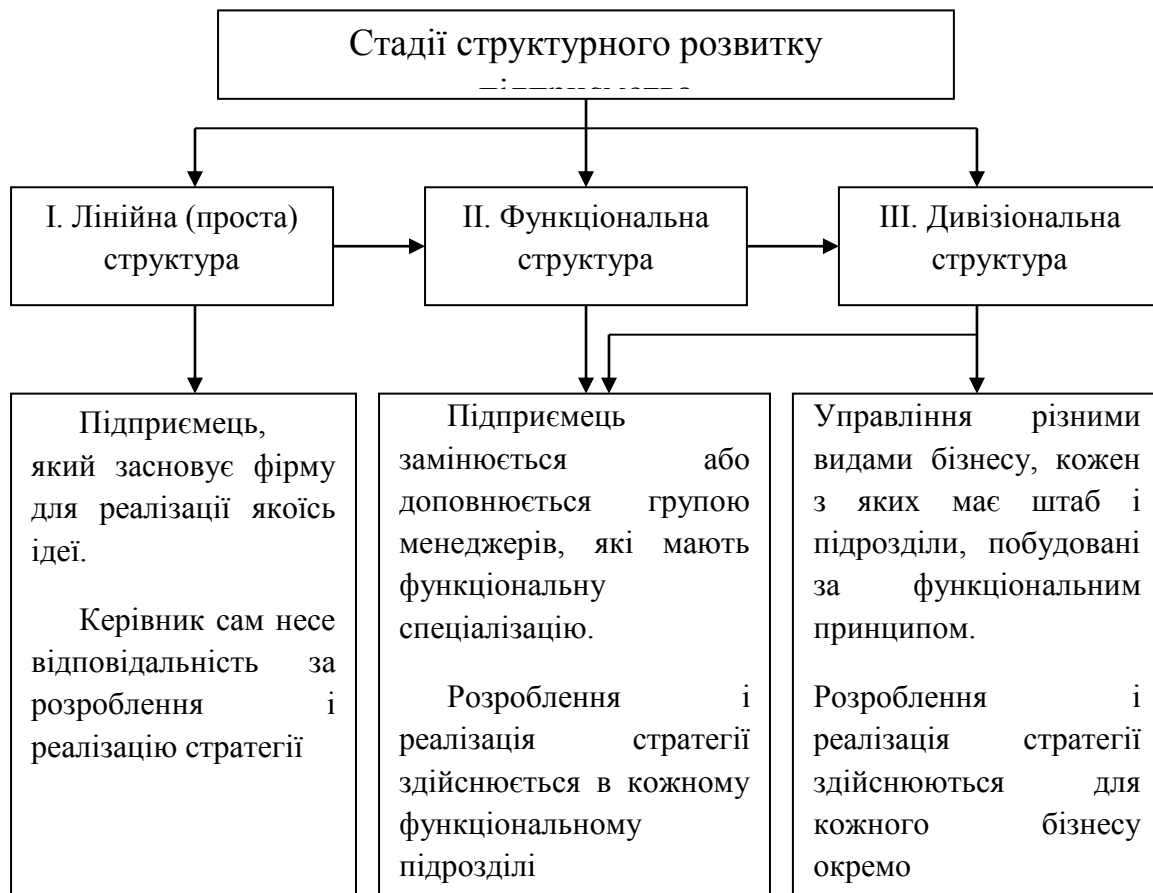 Стадії структурного розвитку
І. Лінійна (проста)
структура
ІІ. Функціональна
структура
ІІІ. Дивізіональна
структура
Підприємець,
який засновує фірму
для реалізації якоїсь
ідеї.
Керівник сам несе
відповідальність за
розроблення і
реалізацію стратегії
Підприємець
замінюється або
доповнюється групою
менеджерів, які мають
функціональну
спеціалізацію.
Розроблення і
реалізація стратегії
здійснюється в кожному
функціональному
підрозділі
Управління різними
видами бізнесу, кожен
з яких має штаб і
підрозділи, побудовані
за функціональним
принципом.
Розроблення і
реалізація стратегії
здійснюються для
кожного бізнесу
окремо